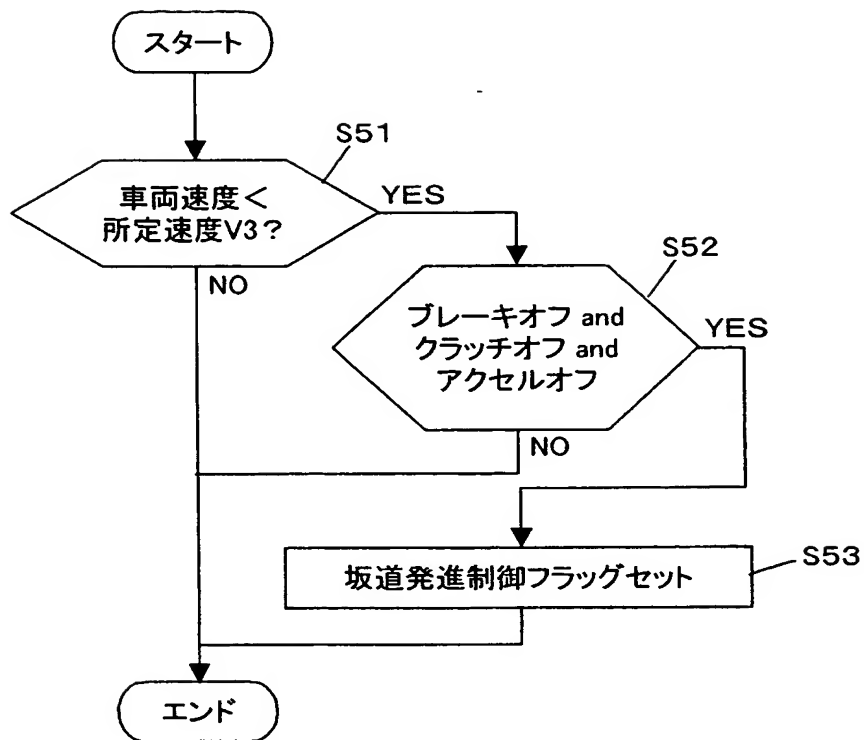 スタート
S51
車両速度<
所定速度V3?
YES
NO
S52
ブレーキオフ and
クラッチオフ and
アクセルオフ
YES
NO
坂道発進制御フラッグセット
S53
エンド